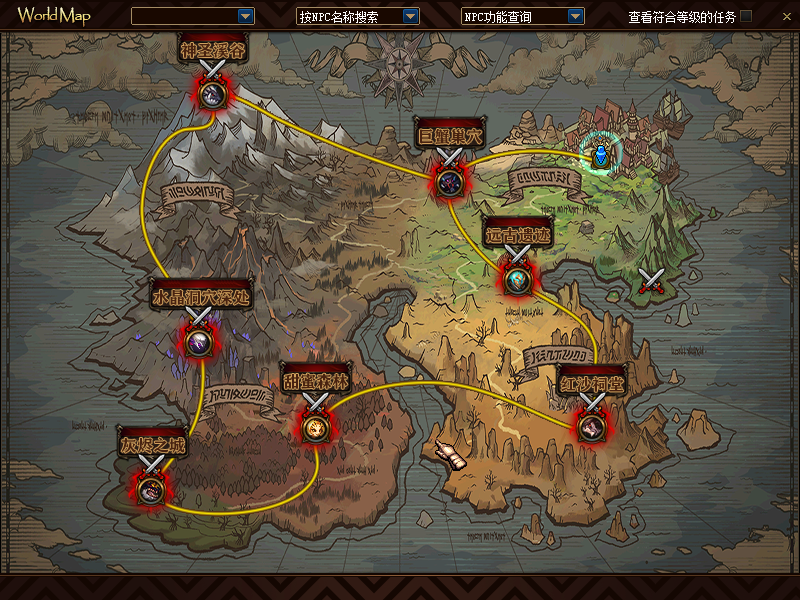 WorldMap
按NPC名称搜索
NPC功能查询
查看符合等级的任务
神圣溪谷
巨蟹巢穴
远古遗迹
水晶洞穴深处
甜蜜森林
红沙祠堂
灰烬之城